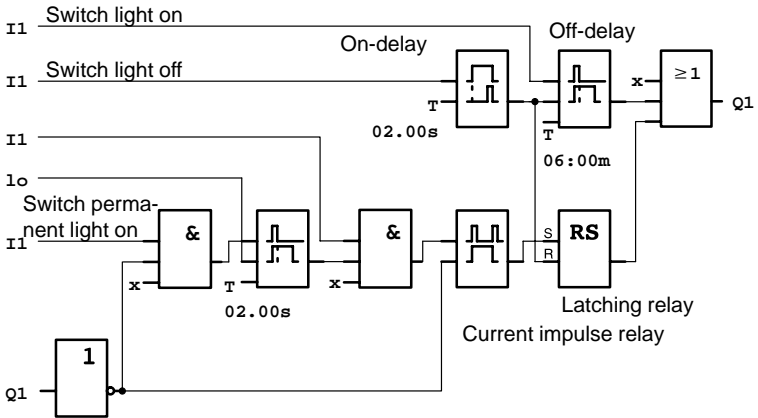 Switch light on
I1
Off-delay
On-delay
Switch light off
I1
x
≥1
Q1
T
02.00s
T
06:00m
I1
lo
Switch perma-
nent light on
I1
&
&
S
R
RS
x
T
x
02.00s
Latching relay
Current impulse relay
1
Q1